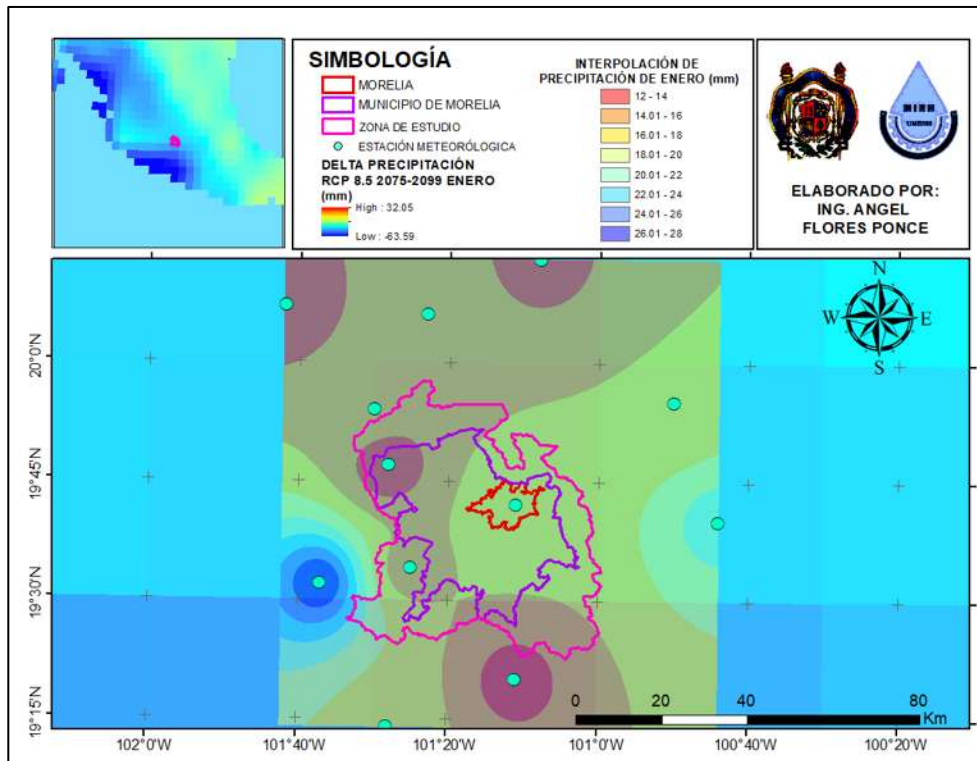 SIMBOLOGÍA
MORELIA
MUNICIPIO DE MORELIA
ZONA DE ESTUDIO
ESTACIÓN METEORÓLÓGICA
DELTA PRECIPITACIÓN
RCP 8.5 2075-2099 ENERO
(mm)
High : 32.05
Low : -63.59
INTERPOLACIÓN DE
PRECIPITACIÓN DE ENERO (mm)
12 - 14
14.01 - 16
16.01 - 18
18.01 - 20
20.01 - 22
22.01 - 24
24.01 - 26
26.01 - 28
ELABORADO POR:
ING. ANGEL
FLORES PONCE
N
W E
S
20°0'N
19°45'N
19°30'N
19°15'N
0 20 40 80
Km
102°0'W 101°40'W 101°20'W 101°0'W 100°40'W 100°20'W